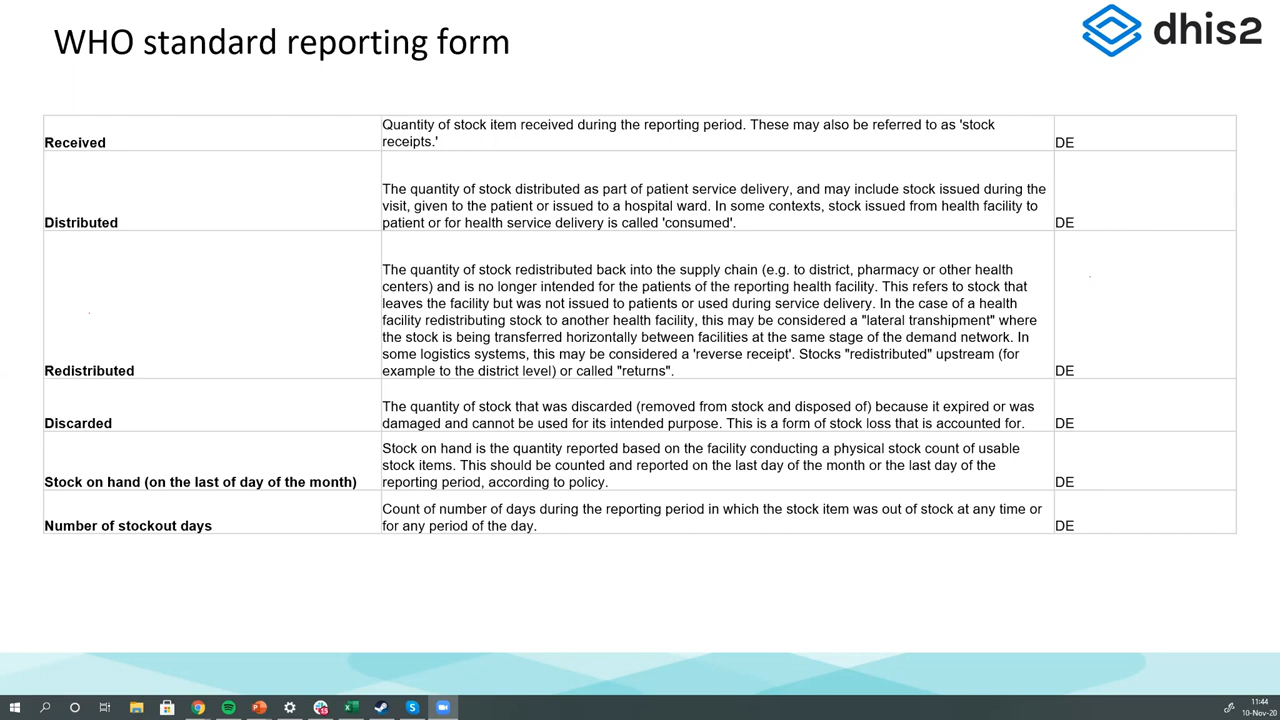 WHO standard reporting form
dhis2
Quantity of stock item received during the reporting period. These may also be referred to as 'stock
receipts.'
Received
DE
The quantity of stock distributed as part of patient service delivery, and may include stock issued during the
visit, given to the patient or issued to a hospital ward. In some contexts, stock issued from health facility to
patient or for health service delivery is called 'consumed'.
Distributed
DE
The quantity of stock redistributed back into the supply chain (e.g. to district, pharmacy or other health
centers) and is no longer intended for the patients of the reporting health facility. This refers to stock that
leaves the facility but was not issued to patients or used during service delivery. In the case of a health
facility redistributing stock to another health facility, this may be considered a "lateral transhipment" where
the stock is being transferred horizontally between facilities at the same stage of the demand network. In
some logistics systems, this may be considered a 'reverse receipt'. Stocks "redistributed" upstream (for
example to the district level) or called "returns".
Redistributed
DE
The quantity of stock that was discarded (removed from stock and disposed of) because it expired or was
damaged and cannot be used for its intended purpose. This is a form of stock loss that is accounted for.
Discarded
DE
Stock on hand is the quantity reported based on the facility conducting a physical stock count of usable
stock items. This should be counted and reported on the last day of the month or the last day of the
reporting period, according to policy.
Stock on hand (on the last of day of the month)
DE
Count of number of days during the reporting period in which the stock item was out of stock at any time or
for any period of the day.
Number of stockout days
DE
11:44
10-Nov-20